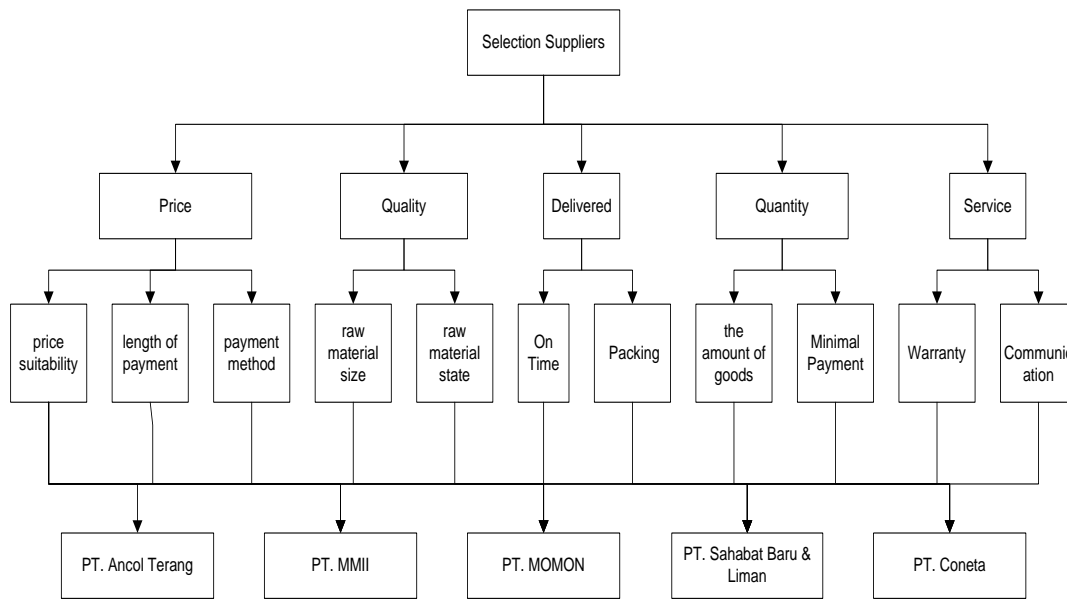 Selection Suppliers
Price
Quality
Delivered
Quantity
Service
price
suitability
length of
payment
payment
method
raw
material
size
raw
material
state
On
Time
Packing
the
amount of
goods
Minimal
Payment
Warranty
Communic
ation
PT. Ancol Terang
PT. MMII
PT. MOMON
PT. Sahabat Baru &
Liman
PT. Coneta